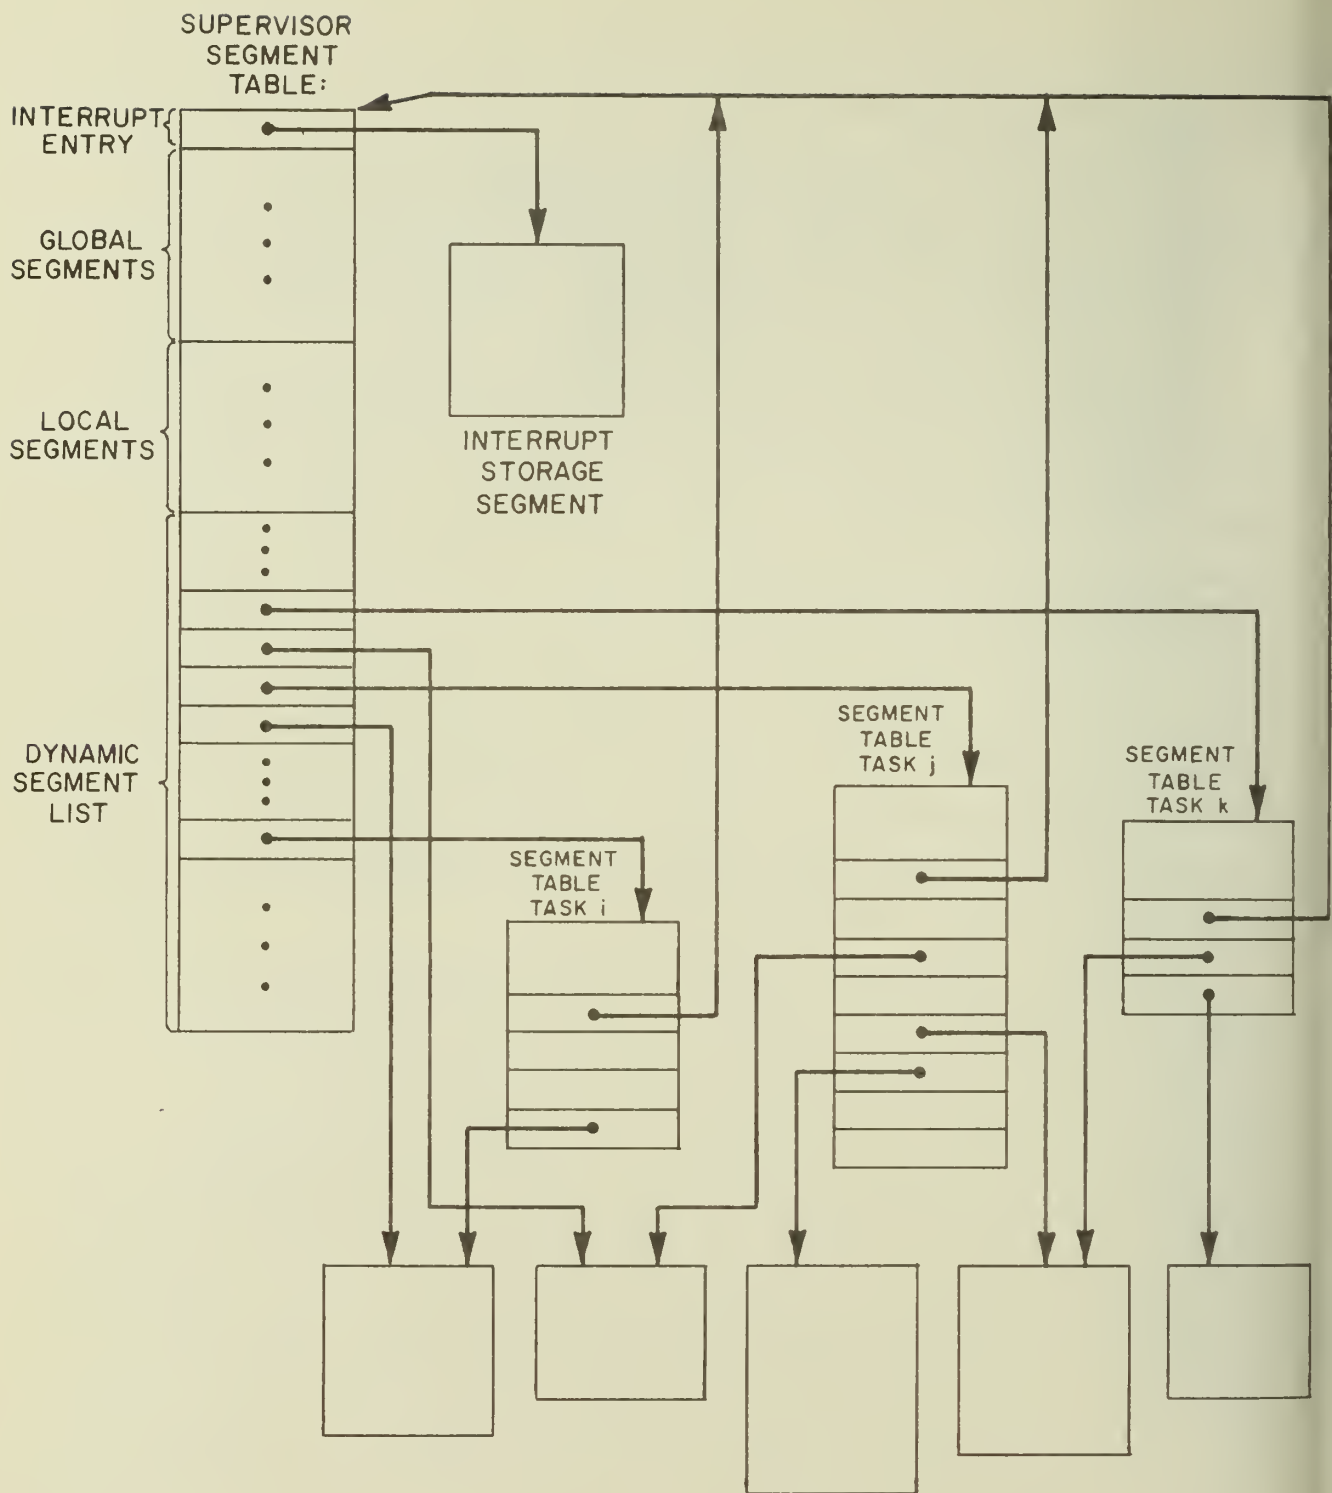 SUPERVISOR
SEGMENT
TABLE:
INTERRUPT
ENTRY
GLOBAL
SEGMENTS
LOCAL
SEGMENTS
INTERRUPT
STORAGE
SEGMENT
DYNAMIC
SEGMENT
LIST
SEGMENT
TABLE
TASK i
SEGMENT
TABLE
TASK j
SEGMENT
TABLE
TASK k